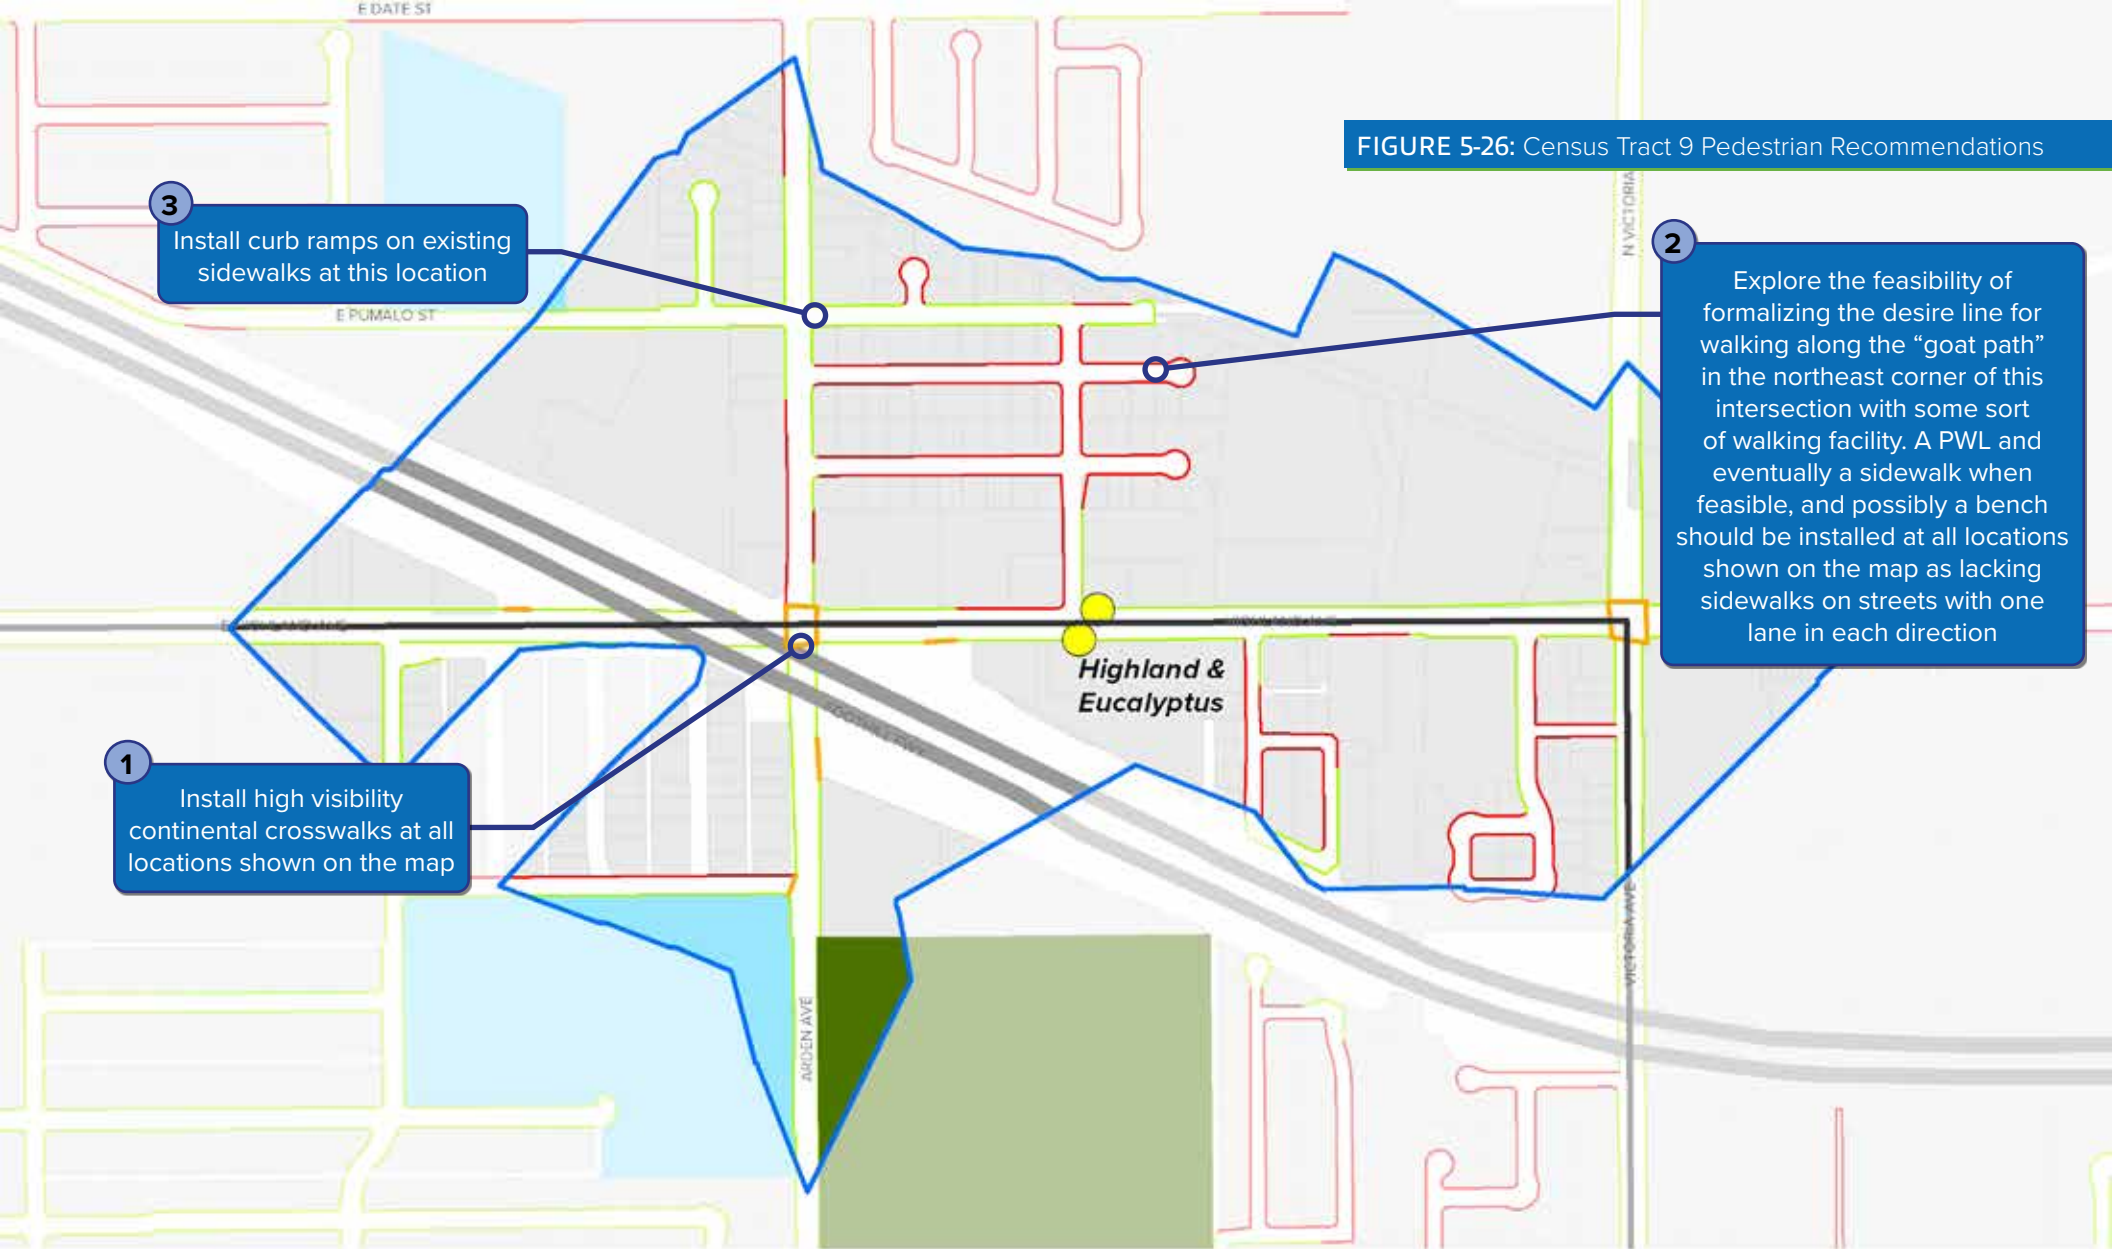 E DATE ST
FIGURE 5-26: Census Tract 9 Pedestrian Recommendations
N VICTORIA
3
Install curb ramps on existing
sidewalks at this location
E PUMALO ST
2
Explore the feasibility of
formalizing the desire line for
walking along the “goat path”
in the northeast corner of this
intersection with some sort
of walking facility. A PWL and
eventually a sidewalk when
feasible, and possibly a bench
should be installed at all locations
shown on the map as lacking
sidewalks on streets with one
lane in each direction
Highland &
Eucalyptus
FOOTHILL FWY
1
Install high visibility
continental crosswalks at all
locations shown on the map
VICTORIA AVE
ARDEN AVE